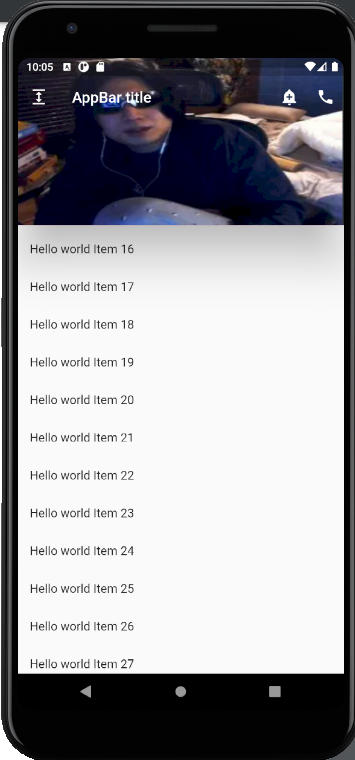 10:05
AppBar title
Hello world Item 16
Hello world Item 17
Hello world Item 18
Hello world Item 19
Hello world Item 20
Hello world Item 21
Hello world Item 22
Hello world Item 23
Hello world Item 24
Hello world Item 25
Hello world Item 26
Hello world Item 27